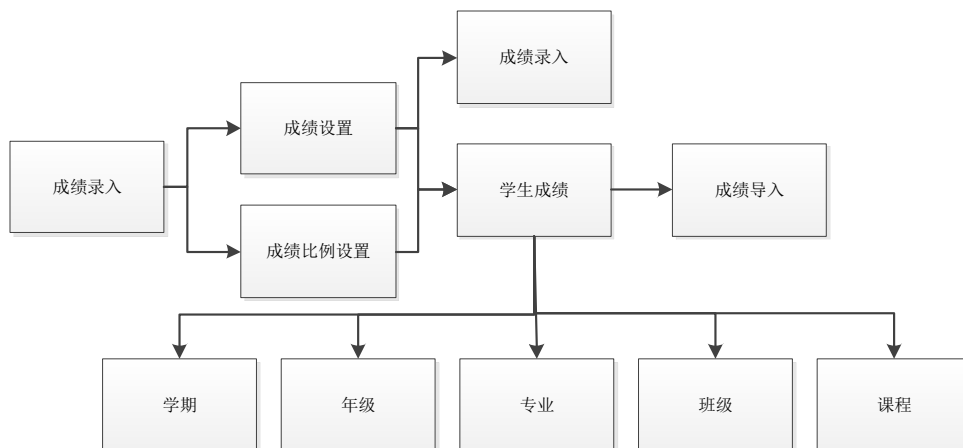 成绩录入
成绩设置
成绩录入
成绩比例设置
学生成绩
成绩导入
学期
年级
专业
班级
课程